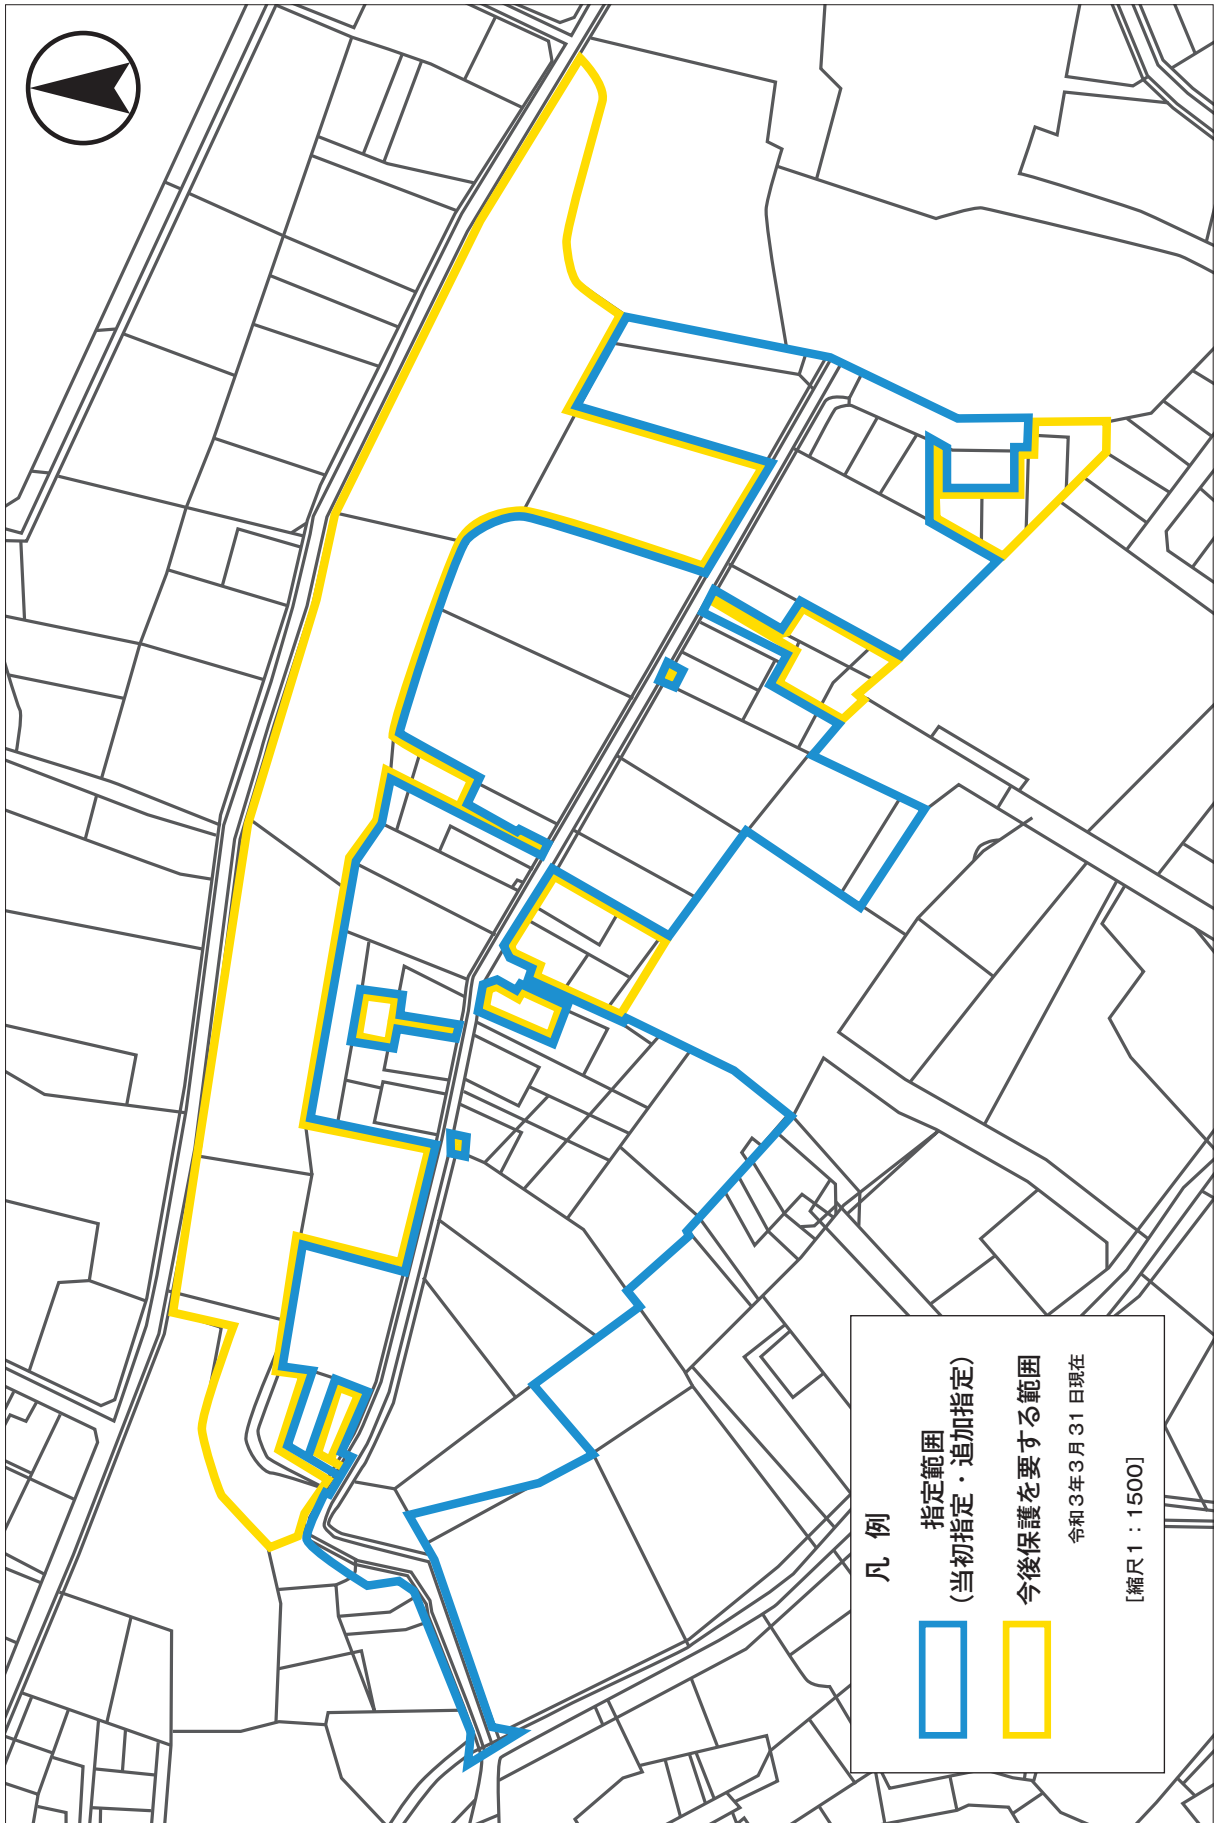 凡 例
指定範囲
(当初指定・追加指定)
今後保護を要する範囲
令和3年3月31日現在
[縮尺1:1500]